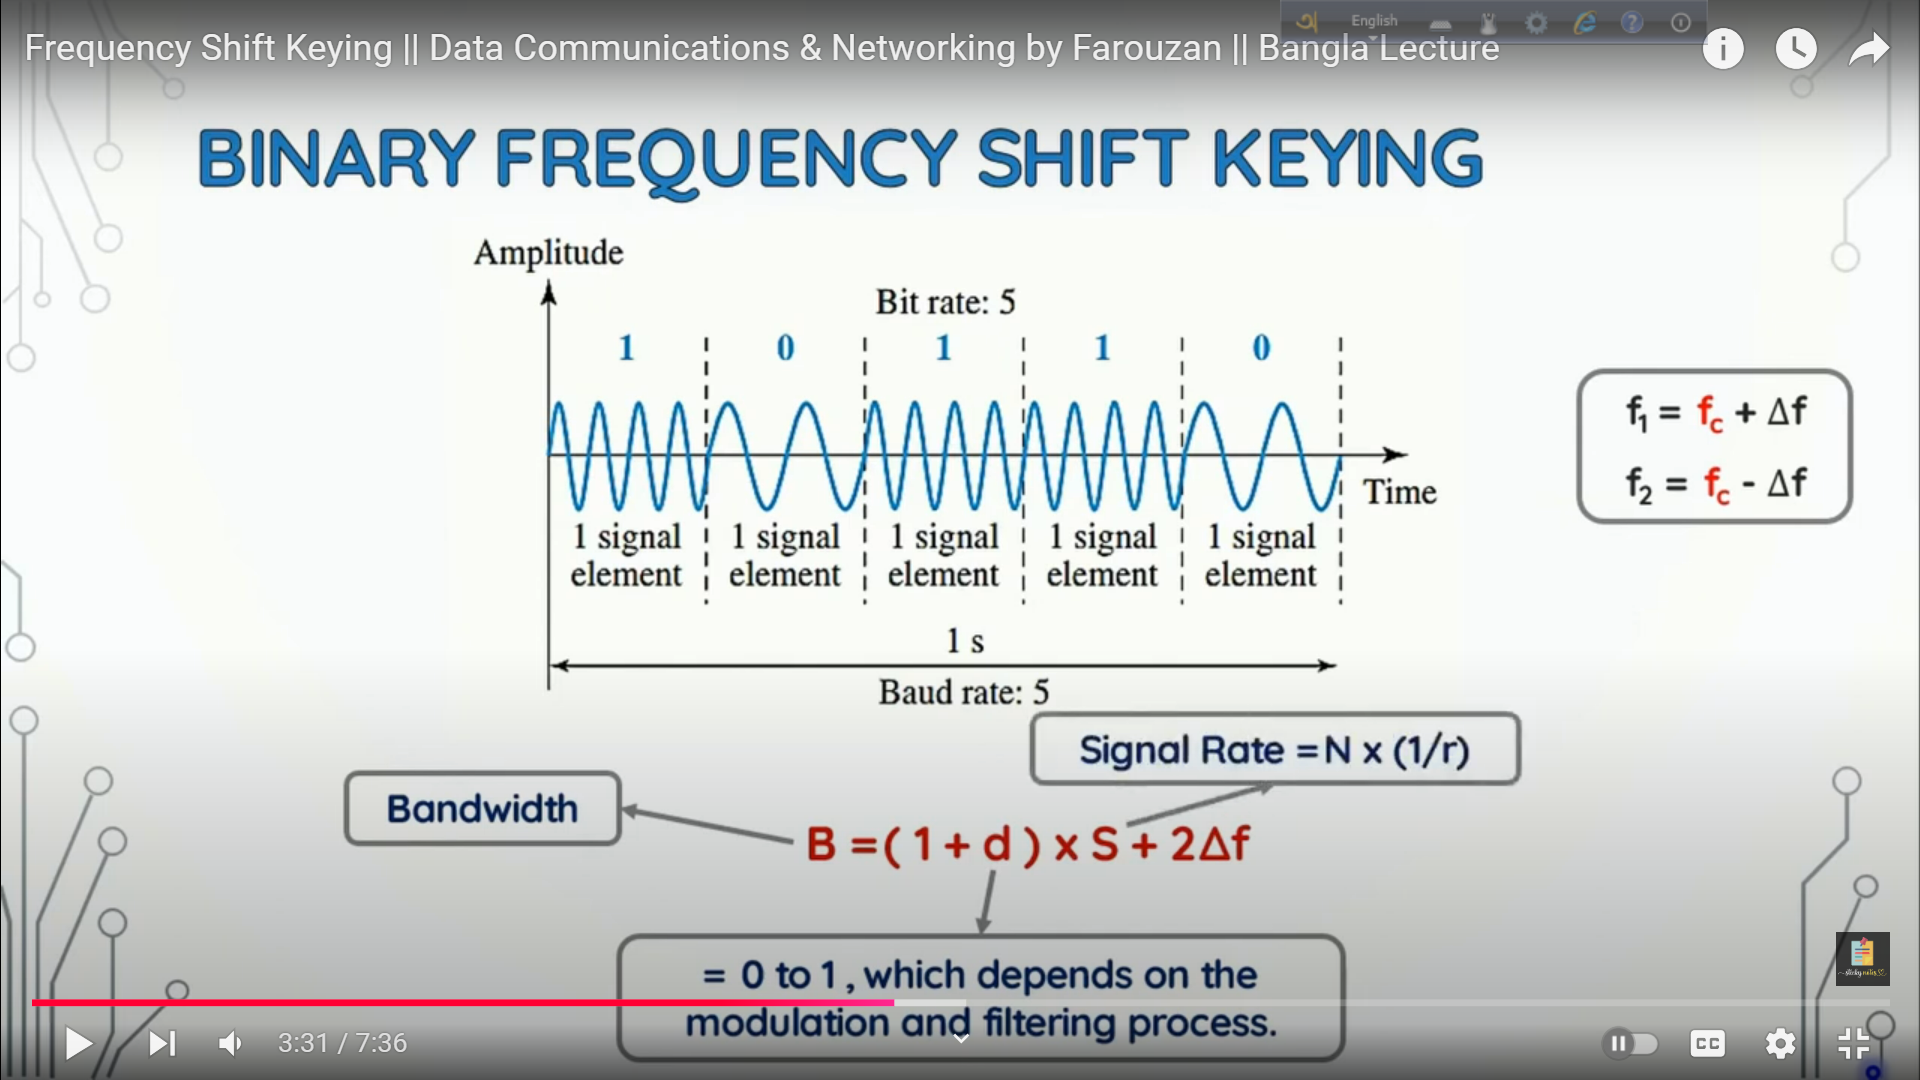 English
Frequency Shift Keying || Data Communications & Networking by Farouzan || Bangla Lecture
BINARY FREQUENCY SHIFT KEYING
Amplitude
Bit rate: 5
1 0 1 1 0
f1 = fc + Δf
f2 = fc - Δf
Time
1 signal element
1 signal element
1 signal element
1 signal element
1 signal element
1 s
Baud rate: 5
Signal Rate = N x (1/r)
Bandwidth
B = ( 1 + d ) x S + 2Δf
= 0 to 1, which depends on the
modulation and filtering process.
sticky notes
3:31 / 7:36
CC